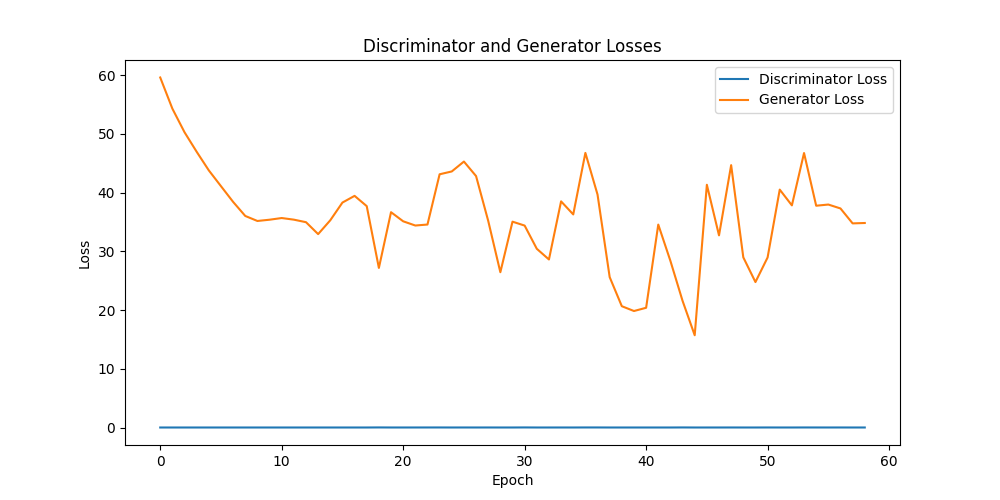 Discriminator and Generator Losses
Discriminator Loss
Generator Loss
60
50
40
30
20
10
0
Loss
0 10 20 30 40 50 60
Epoch